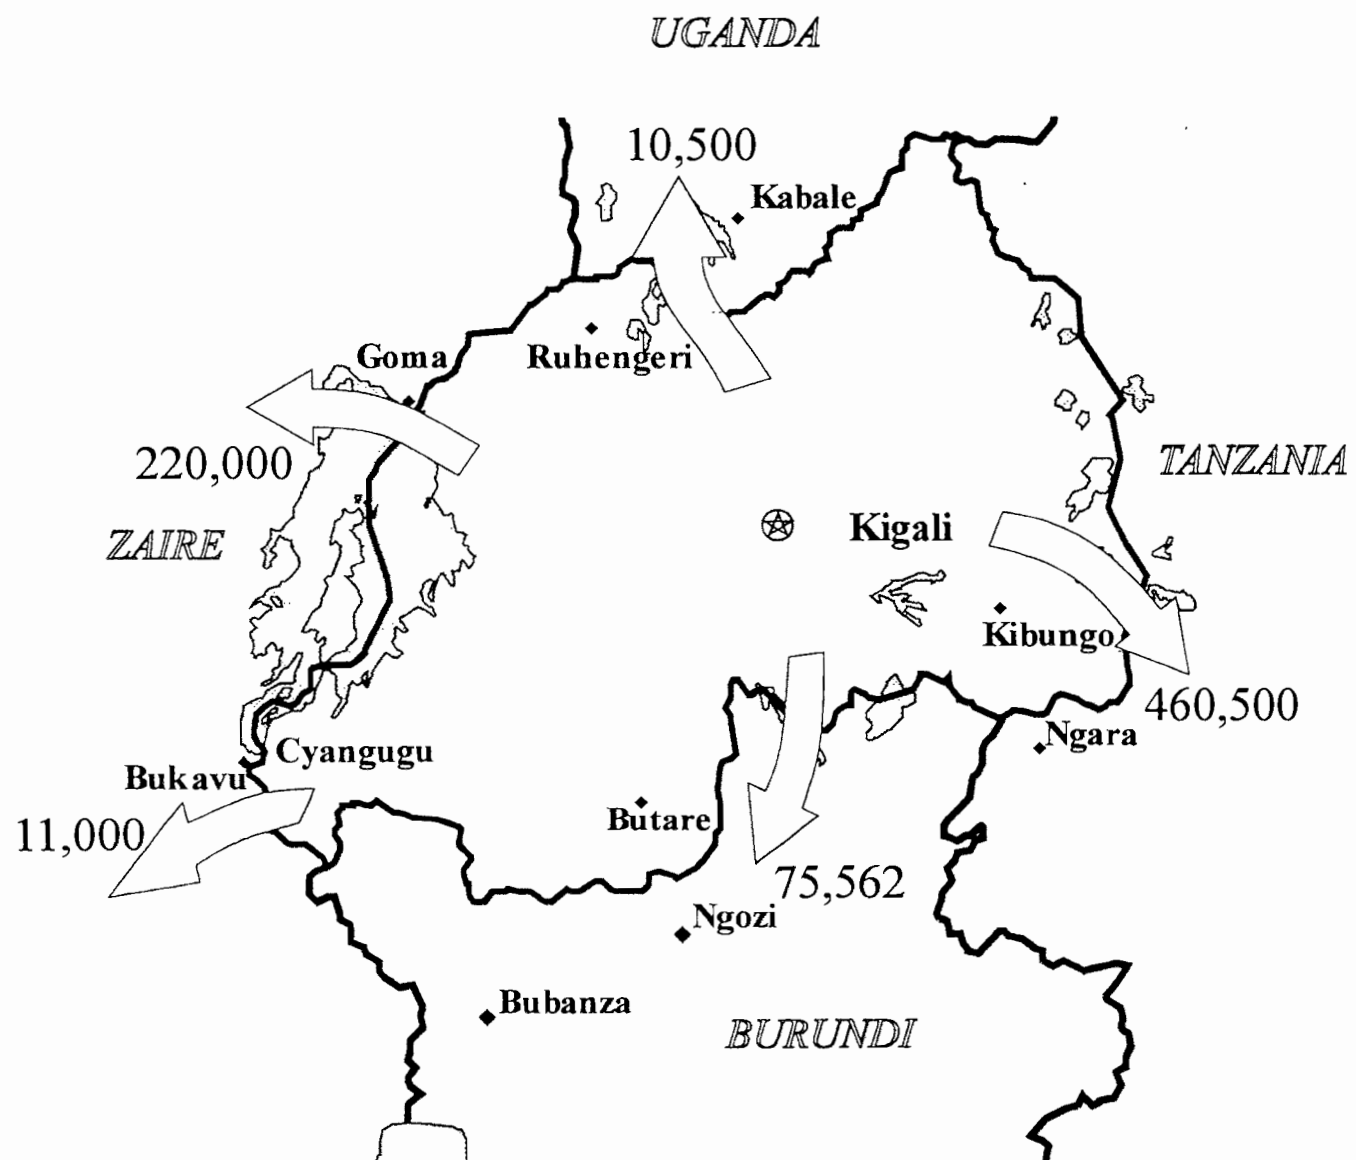 UGANDA
10,500
Kabale
Goma
Ruhengeri
220,000
TANZANIA
ZAIRE
Kigali
Kibungo
460,500
Ngara
Cyangugu
Bukavu
11,000
Butare
75,562
Ngozi
Bubanza
BURUNDI